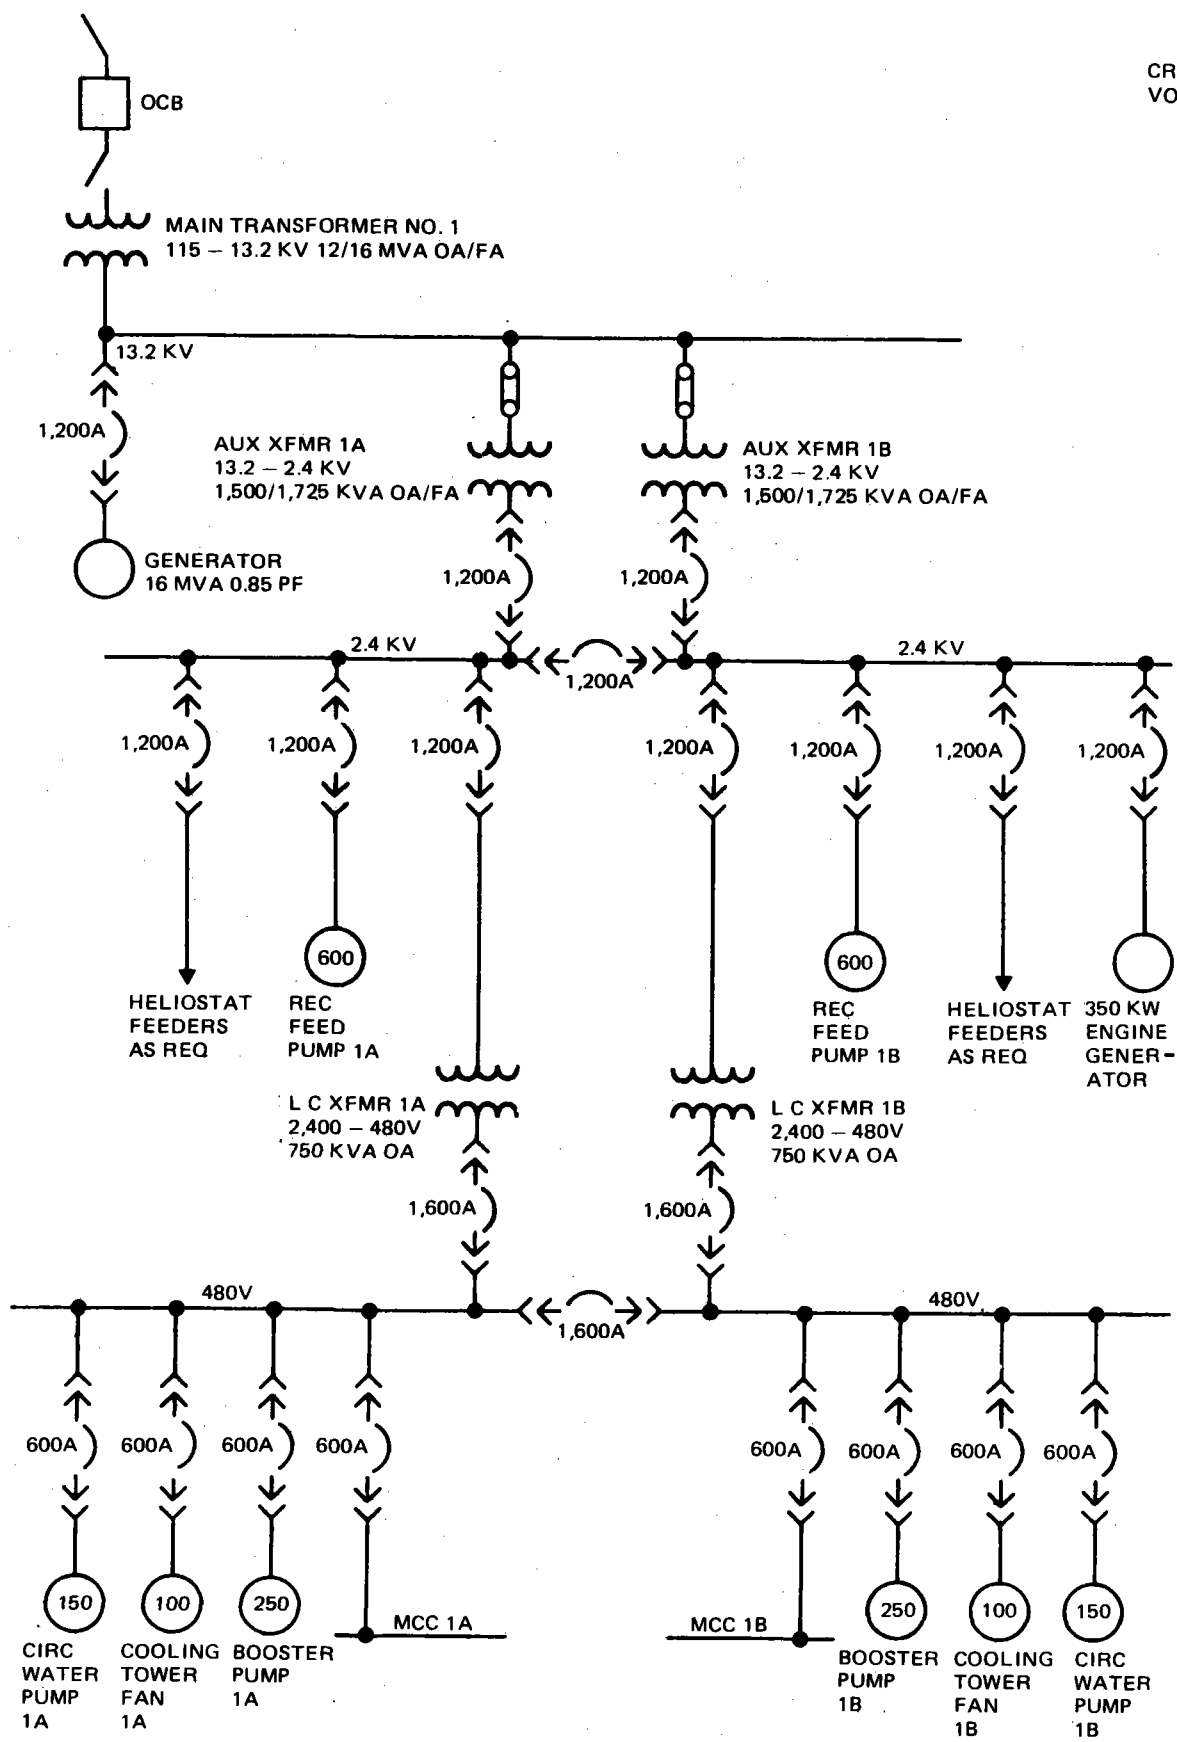 CR
VO
OCB
MAIN TRANSFORMER NO. 1
115 – 13.2 KV 12/16 MVA OA/FA
13.2 KV
1,200A
AUX XFMR 1A
13.2 – 2.4 KV
1,500/1,725 KVA OA/FA
AUX XFMR 1B
13.2 – 2.4 KV
1,500/1,725 KVA OA/FA
GENERATOR
16 MVA 0.85 PF
1,200A
1,200A
2.4 KV
1,200A
2.4 KV
1,200A
1,200A
1,200A
1,200A
1,200A
1,200A
1,200A
600
600
HELIOSTAT
FEEDERS
AS REQ
REC
FEED
PUMP 1A
REC
FEED
PUMP 1B
HELIOSTAT
FEEDERS
AS REQ
350 KW
ENGINE
GENER–
ATOR
L C XFMR 1A
2,400 – 480V
750 KVA OA
L C XFMR 1B
2,400 – 480V
750 KVA OA
1,600A
1,600A
480V
1,600A
480V
600A
600A
600A
600A
600A
600A
600A
600A
150
100
250
MCC 1A
MCC 1B
250
100
150
CIRC
WATER
PUMP
1A
COOLING
TOWER
FAN
1A
BOOSTER
PUMP
1A
BOOSTER
PUMP
1B
COOLING
TOWER
FAN
1B
CIRC
WATER
PUMP
1B